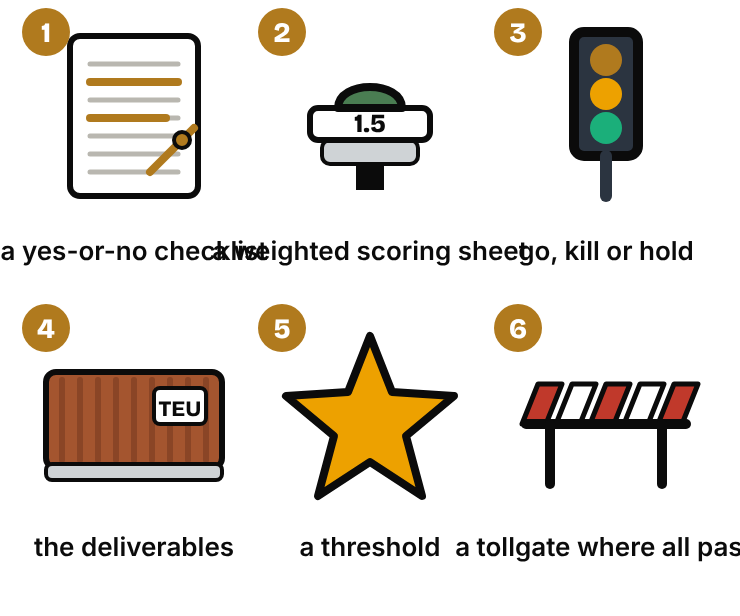 1
2
3
1.5
a yes-or-no checklist
a weighted scoring sheet
go, kill or hold
4
5
6
TEU
the deliverables
a threshold
a tollgate where all pas